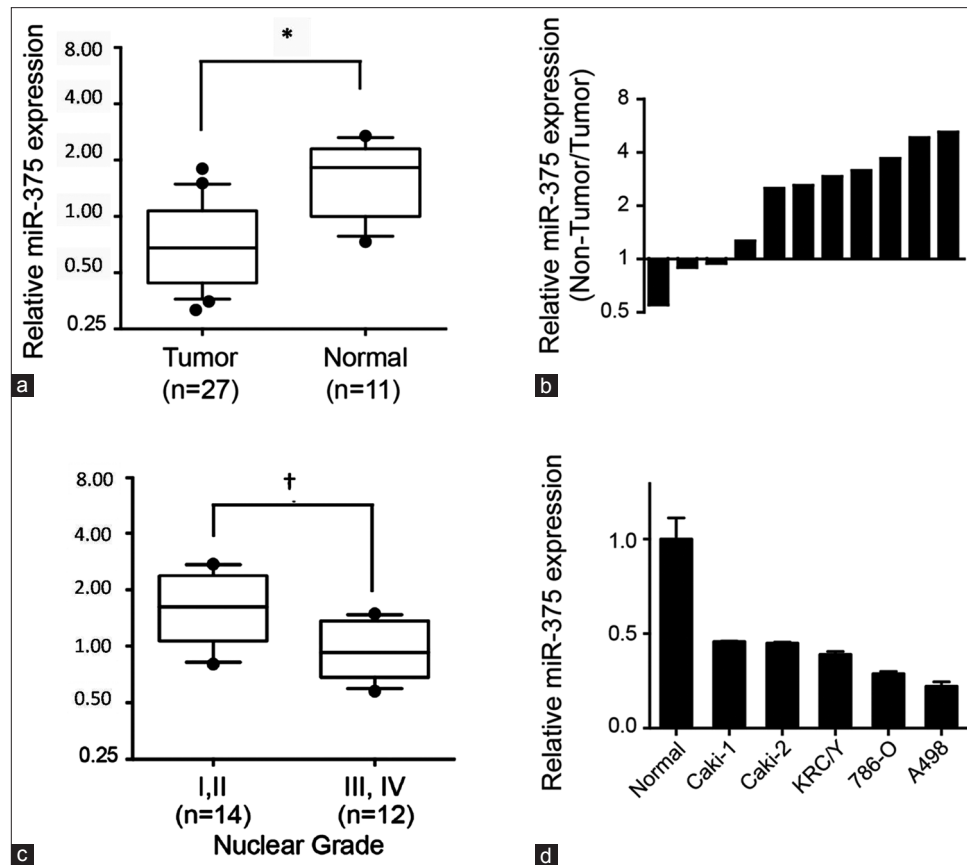 Relative miR-375 expression
8.00
4.00
2.00
1.00
0.50
0.25
*
Tumor
(n=27)
Normal
(n=11)
a
Relative miR-375 expression
(Non-Tumor/Tumor)
8
4
2
1
0.5
b
8.00
4.00
2.00
1.00
0.50
0.25
†
I,II
(n=14)
III, IV
(n=12)
Nuclear Grade
c
Relative miR-375 expression
1.0
0.5
0.0
Normal
Caki-1
Caki-2
KRC/Y
786-O
A498
d